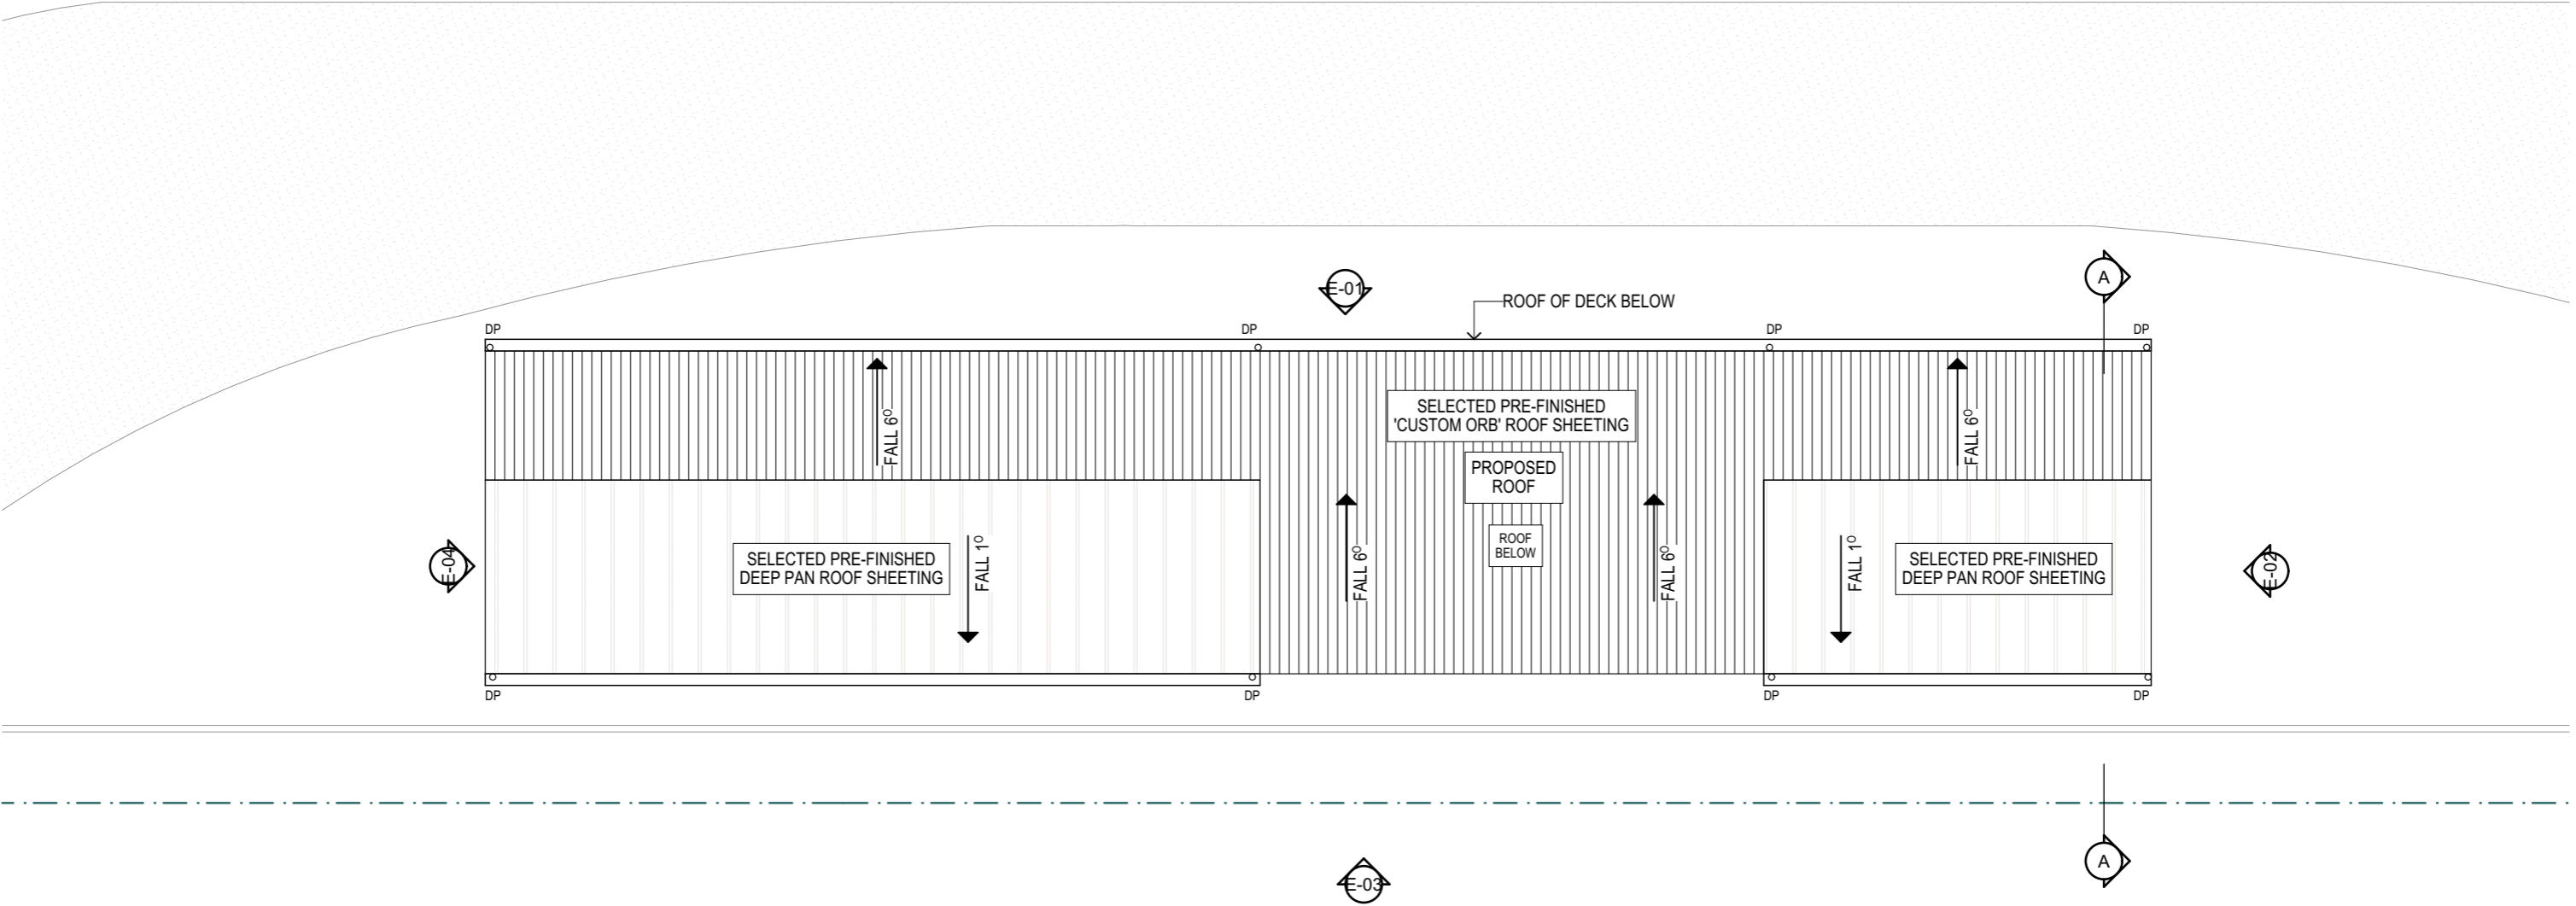 E-01
A
ROOF OF DECK BELOW
DP
DP
DP
DP
FALL 6°
SELECTED PRE-FINISHED
'CUSTOM ORB' ROOF SHEETING
FALL 6°
PROPOSED
ROOF
ROOF
BELOW
E-04
SELECTED PRE-FINISHED
DEEP PAN ROOF SHEETING
FALL 1°
FALL 6°
FALL 6°
FALL 1°
SELECTED PRE-FINISHED
DEEP PAN ROOF SHEETING
E-02
DP
DP
DP
DP
A
E-03